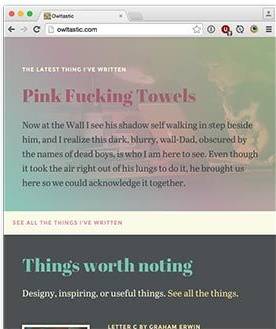 Owltastic
owltastic.com
THE LATEST THING I'VE WRITTEN
Pink Fucking Towels
Now at the Wall I see his shadow self walking in step beside
him, and I realize this dark, blurry, wall-Dad, obscured by
the names of dead boys, is who I am here to see. Even though
it took the air right out of his lungs to do it, he brought us
here so we could acknowledge it together.
SEE ALL THE THINGS I'VE WRITTEN
Things worth noting
Designy, inspiring, or useful things. See all the things.
LETTER C BY GRAHAM ERWIN